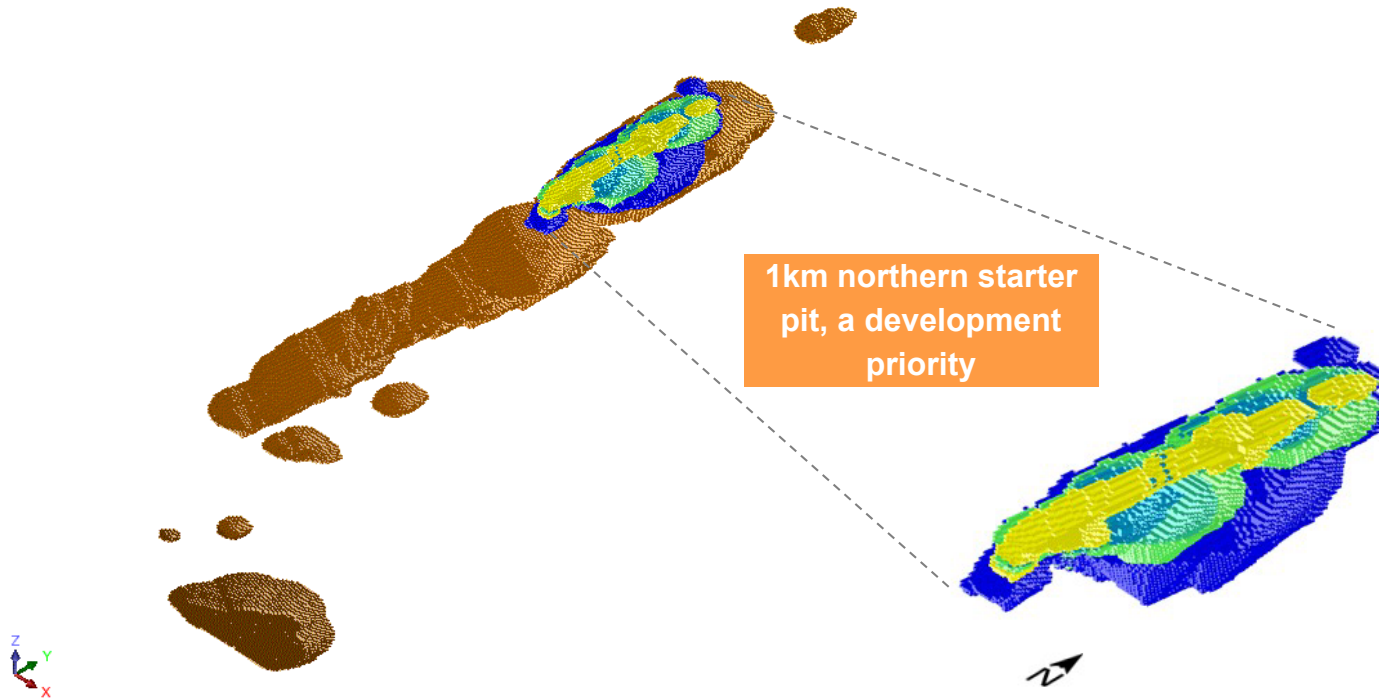 1km northern starter
pit, a development
priority
Z
Y
X
N